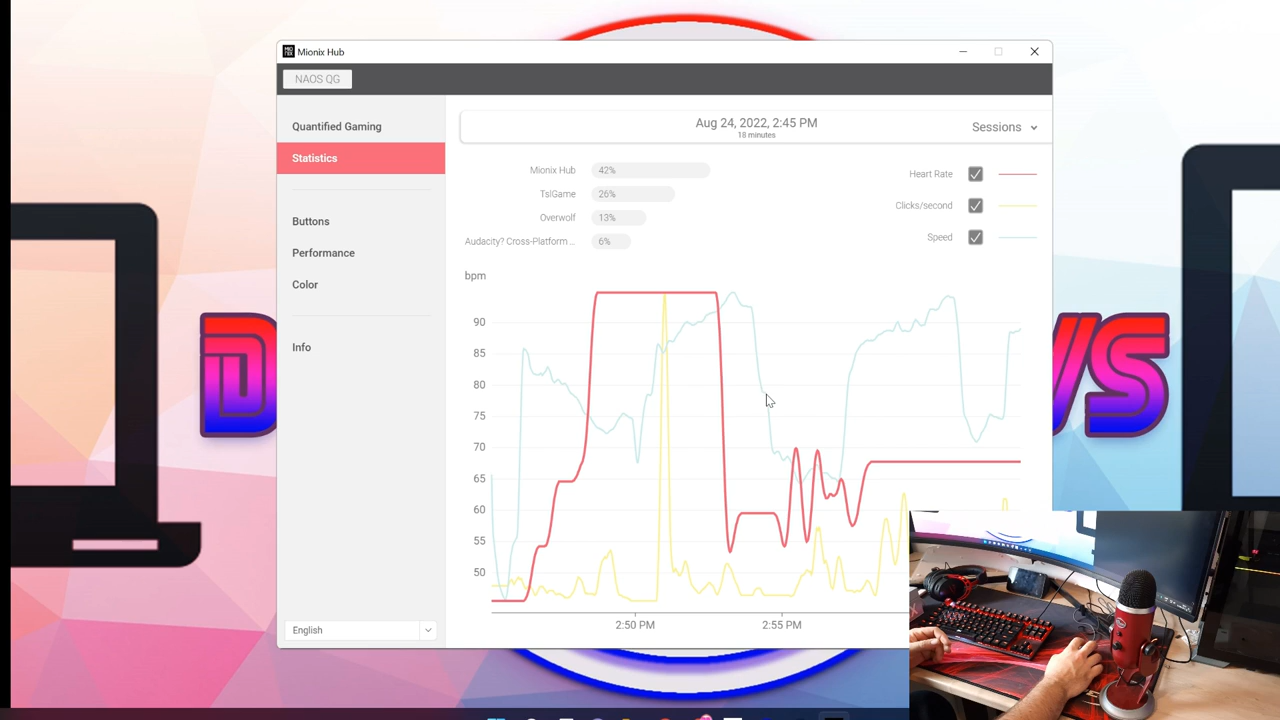 Mionix Hub
NAOS QG
Quantified Gaming
Statistics
Buttons
Performance
Color
Info
English
Aug 24, 2022, 2:45 PM
18 minutes
Sessions
Mionix Hub 42%
TslGame 26%
Overwolf 13%
Audacity? Cross-Platform ... 6%
Heart Rate
Clicks/second
Speed
bpm
90
85
80
75
70
65
60
55
50
2:50 PM 2:55 PM